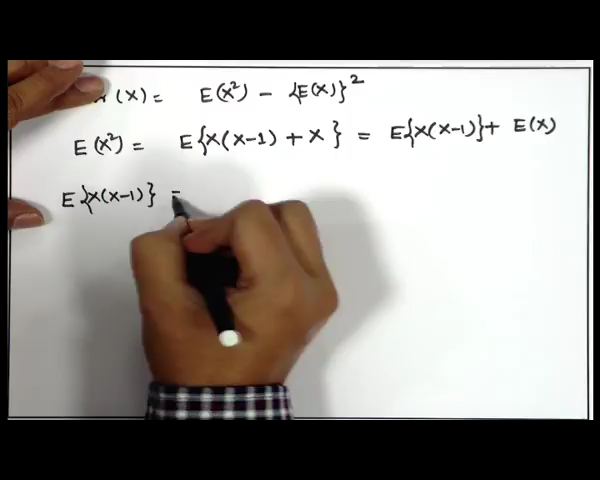 (X) = E(X²) - {E(X)}²
E(X²) = E{X(X-1) + X} = E{X(X-1)} + E(X)
E{X(X-1)} =